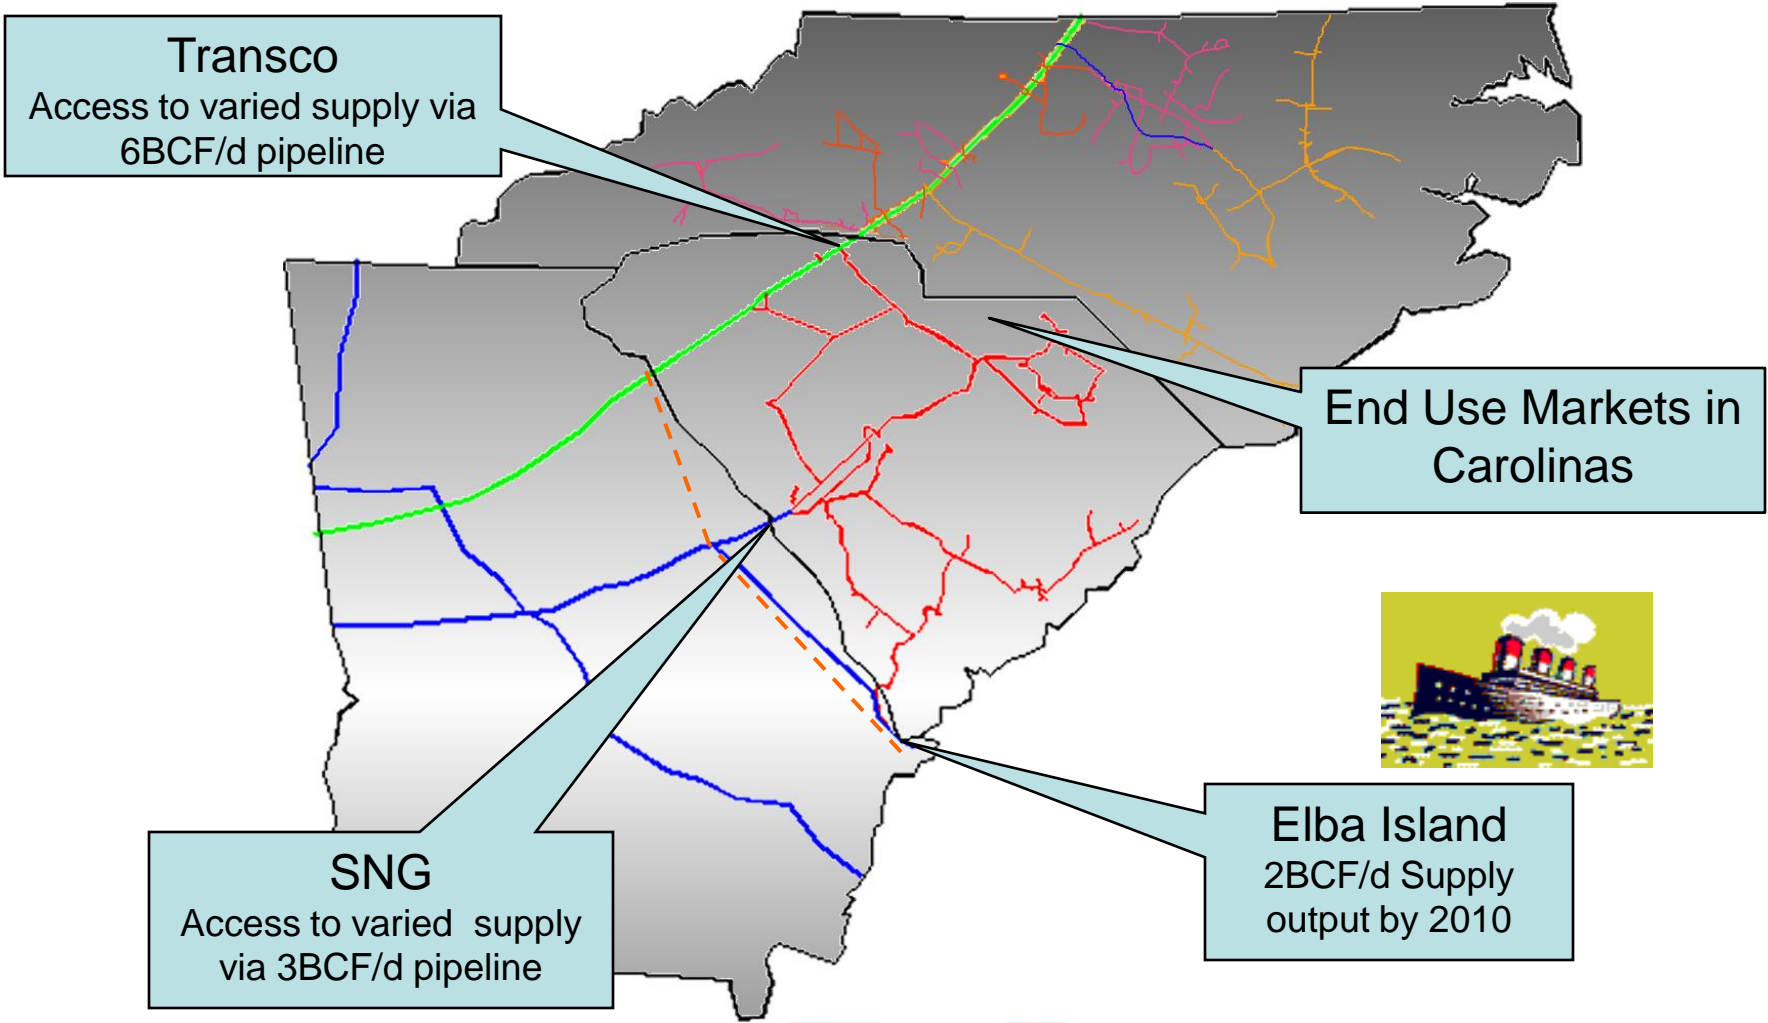 Transco
Access to varied supply via
6BCF/d pipeline
End Use Markets in
Carolinas
Elba Island
2BCF/d Supply
output by 2010
SNG
Access to varied  supply
via 3BCF/d pipeline